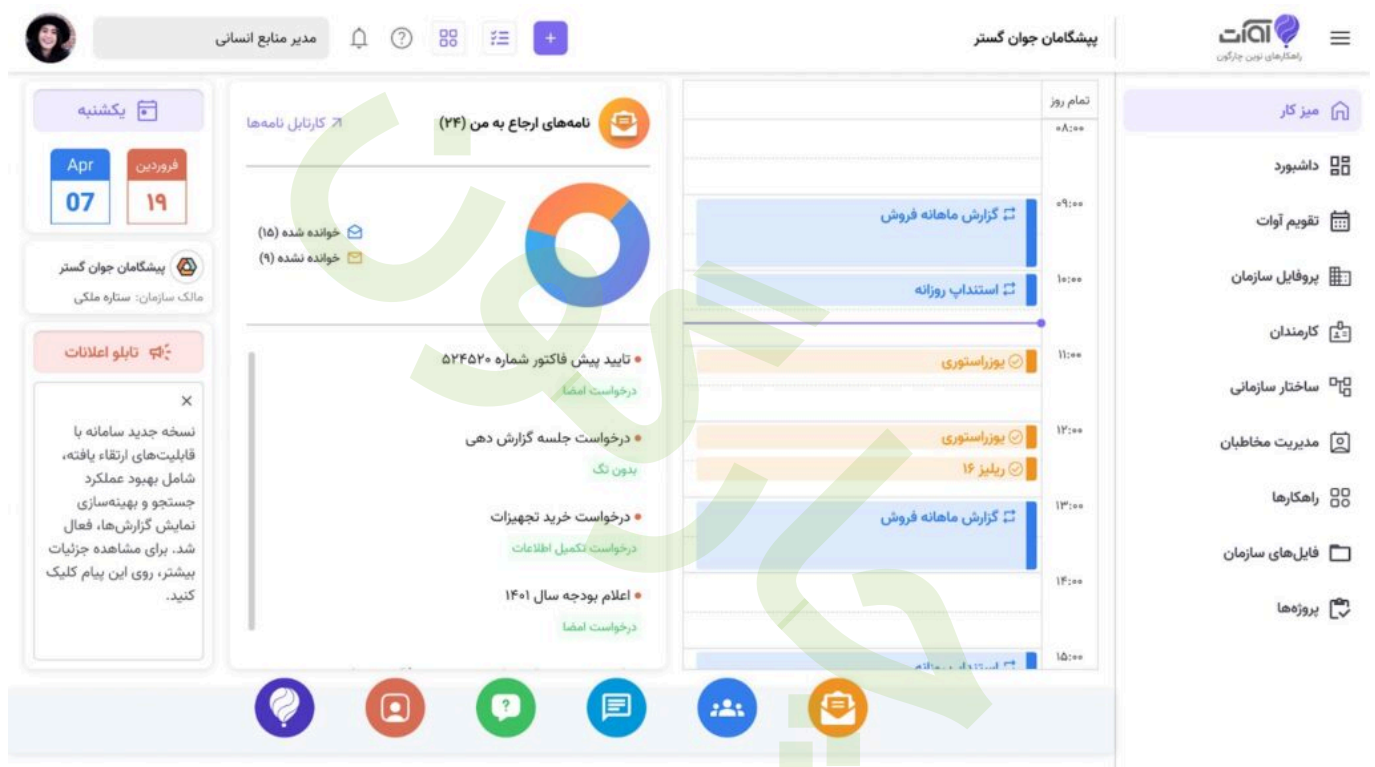 آوات
راهکارهای نوین چارگون
پیشگامان جوان گستر
مدیر منابع انسانی
میز کار
داشبورد
تقویم آوات
پروفایل سازمان
کارمندان
ساختار سازمانی
مدیریت مخاطبان
راهکارها
فایل‌های سازمان
پروژه‌ها
تمام روز
۰۸:۰۰
۰۹:۰۰
گزارش ماهانه فروش
۱۰:۰۰
استنداپ روزانه
۱۱:۰۰
یوزراستوری
۱۲:۰۰
یوزراستوری
ریلیز ۱۶
۱۳:۰۰
گزارش ماهانه فروش
۱۴:۰۰
۱۵:۰۰
استنداپ روزانه
نامه‌های ارجاع به من (۲۴)
کارتابل نامه‌ها
خوانده شده (۱۵)
خوانده نشده (۹)
تایید پیش فاکتور شماره ۵۲۴۵۲۰
درخواست امضا
درخواست جلسه گزارش دهی
بدون تگ
درخواست خرید تجهیزات
درخواست تکمیل اطلاعات
اعلام بودجه سال ۱۴۰۱
درخواست امضا
یکشنبه
فروردین
۱۹
Apr
07
پیشگامان جوان گستر
مالک سازمان: ستاره ملکی
تابلو اعلانات
نسخه جدید سامانه با
قابلیت‌های ارتقاء یافته،
شامل بهبود عملکرد
جستجو و بهینه‌سازی
نمایش گزارش‌ها، فعال
شد. برای مشاهده جزئیات
بیشتر، روی این پیام کلیک
کنید.